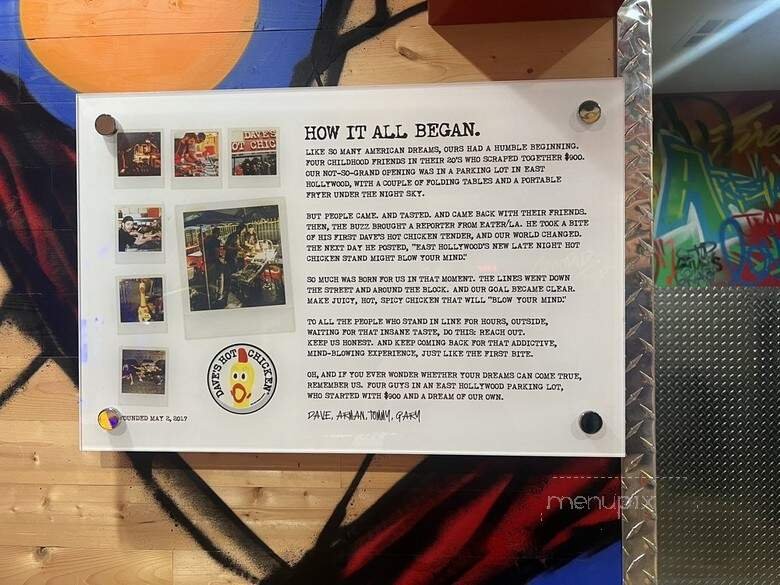 HOW IT ALL BEGAN.
LIKE SO MANY AMERICAN DREAMS, OURS HAD A HUMBLE BEGINNING.
FOUR CHILDHOOD FRIENDS IN THEIR 20'S WHO SCRAPED TOGETHER $900.
OUR NOT-SO-GRAND OPENING WAS IN A PARKING LOT IN EAST
HOLLYWOOD, WITH A COUPLE OF FOLDING TABLES AND A PORTABLE
FRYER UNDER THE NIGHT SKY.
BUT PEOPLE CAME. AND TASTED. AND CAME BACK WITH THEIR FRIENDS.
THEN, THE BUZZ BROUGHT A REPORTER FROM EATER/LA. HE TOOK A BITE
OF HIS FIRST DAVE'S HOT CHICKEN TENDER, AND OUR WORLD CHANGED.
THE NEXT DAY HE POSTED, "EAST HOLLYWOOD'S NEW LATE NIGHT HOT
CHICKEN STAND MIGHT BLOW YOUR MIND."
SO MUCH WAS BORN FOR US IN THAT MOMENT. THE LINES WENT DOWN
THE STREET AND AROUND THE BLOCK. AND OUR GOAL BECAME CLEAR.
MAKE JUICY, HOT, SPICY CHICKEN THAT WILL "BLOW YOUR MIND."
TO ALL THE PEOPLE WHO STAND IN LINE FOR HOURS, OUTSIDE,
WAITING FOR THAT INSANE TASTE, DO THIS: REACH OUT.
KEEP US HONEST. AND KEEP COMING BACK FOR THAT ADDICTIVE,
MIND-BLOWING EXPERIENCE, JUST LIKE THE FIRST BITE.
OH, AND IF YOU EVER WONDER WHETHER YOUR DREAMS CAN COME TRUE,
REMEMBER US. FOUR GUYS IN AN EAST HOLLYWOOD PARKING LOT,
WHO STARTED WITH $900 AND A DREAM OF OUR OWN.
DAVE, ARMAN, TOMMY, GARY
DAVE'S
OT CHIC
DAVE'S HOT CHICKEN
FOUNDED MAY 2, 2017
menupix